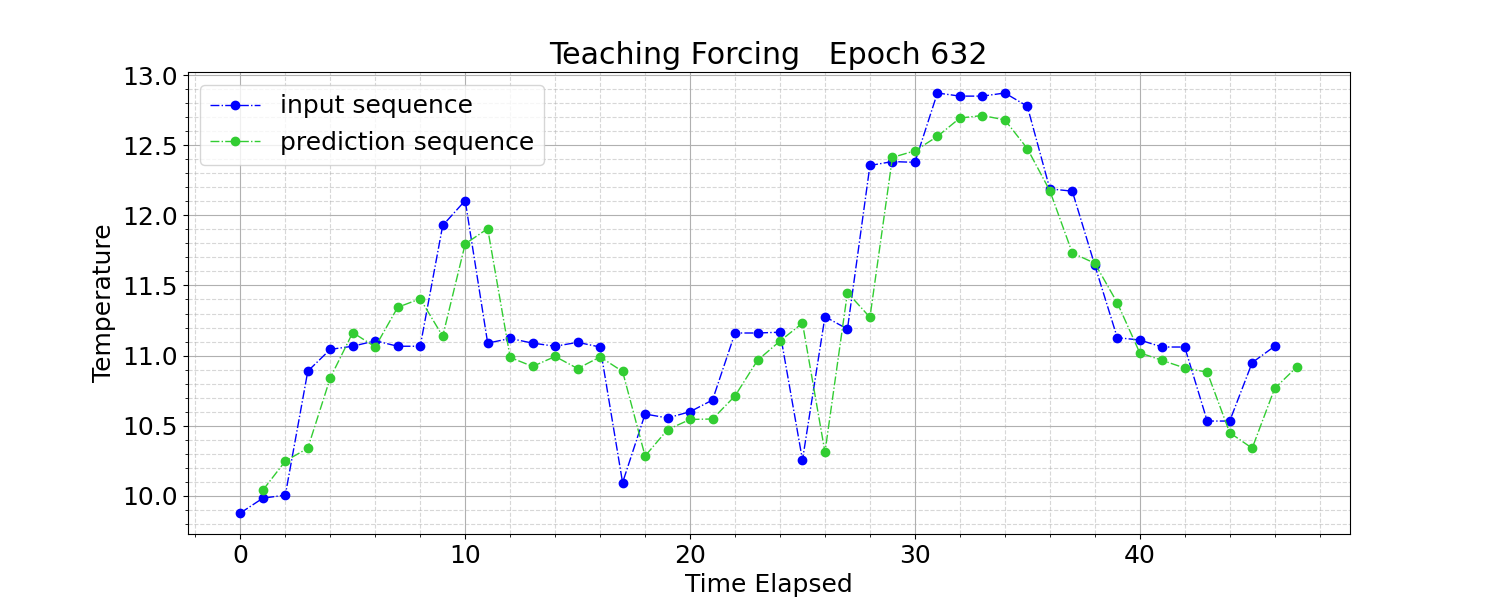 Teaching Forcing   Epoch 632
input sequence
prediction sequence
Temperature
13.0
12.5
12.0
11.5
11.0
10.5
10.0
0 10 20 30 40
Time Elapsed